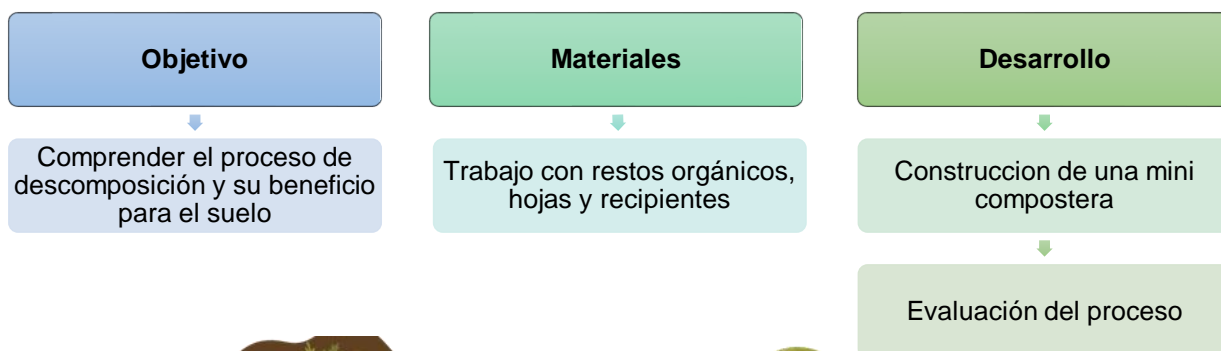 Objetivo
Comprender el proceso de
descomposición y su beneficio
para el suelo
Materiales
Trabajo con restos orgánicos,
hojas y recipientes
Desarrollo
Construccion de una mini
compostera
Evaluación del proceso